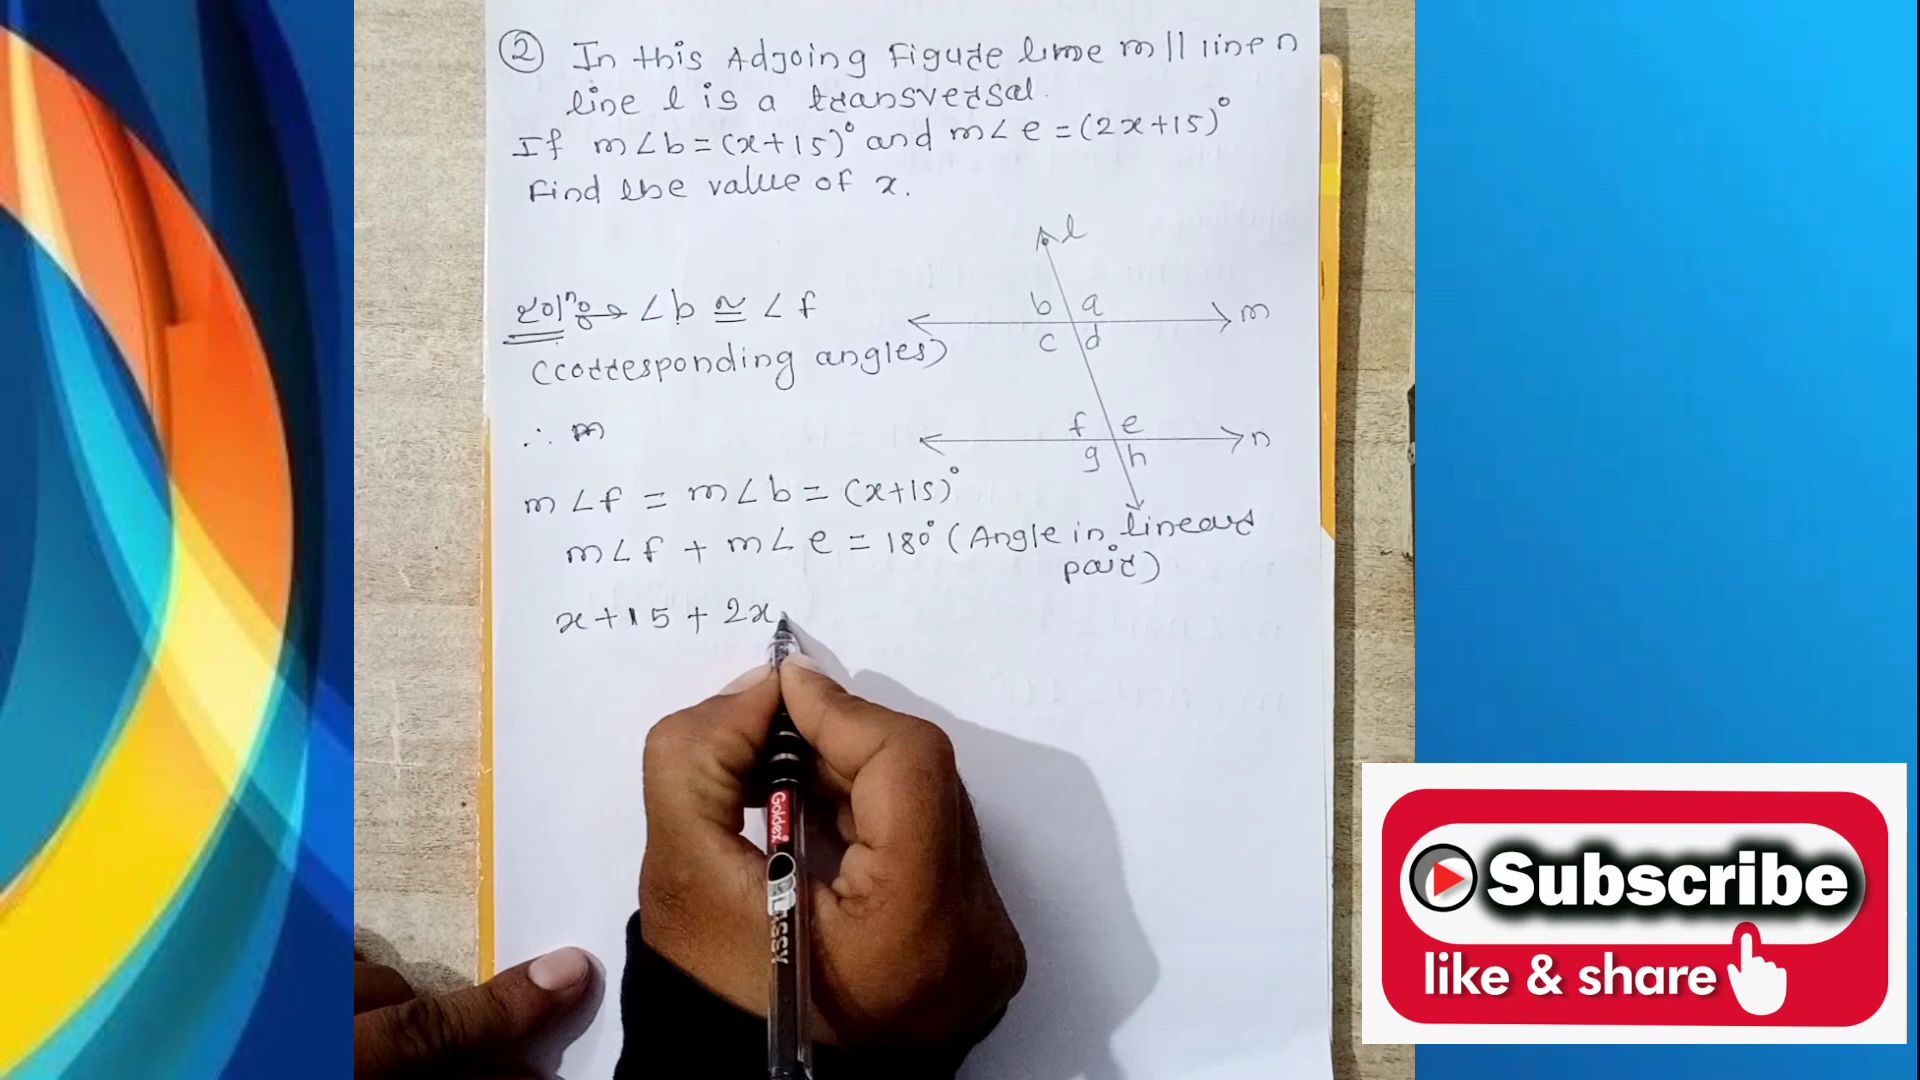 ② In this Adjoing Figure line m || line n
line l is a transversal.
If m∠b = (x+15)° and m∠e = (2x+15)°
Find the value of x.
l
b a m
c d
f e n
g h
soln:→ ∠b ≅ ∠f
(corresponding angles)
∴ m
m∠f = m∠b = (x+15)°
m∠f + m∠e = 180° (Angle in linear
pair)
x+15 + 2x
Goldex
Subscribe
like & share